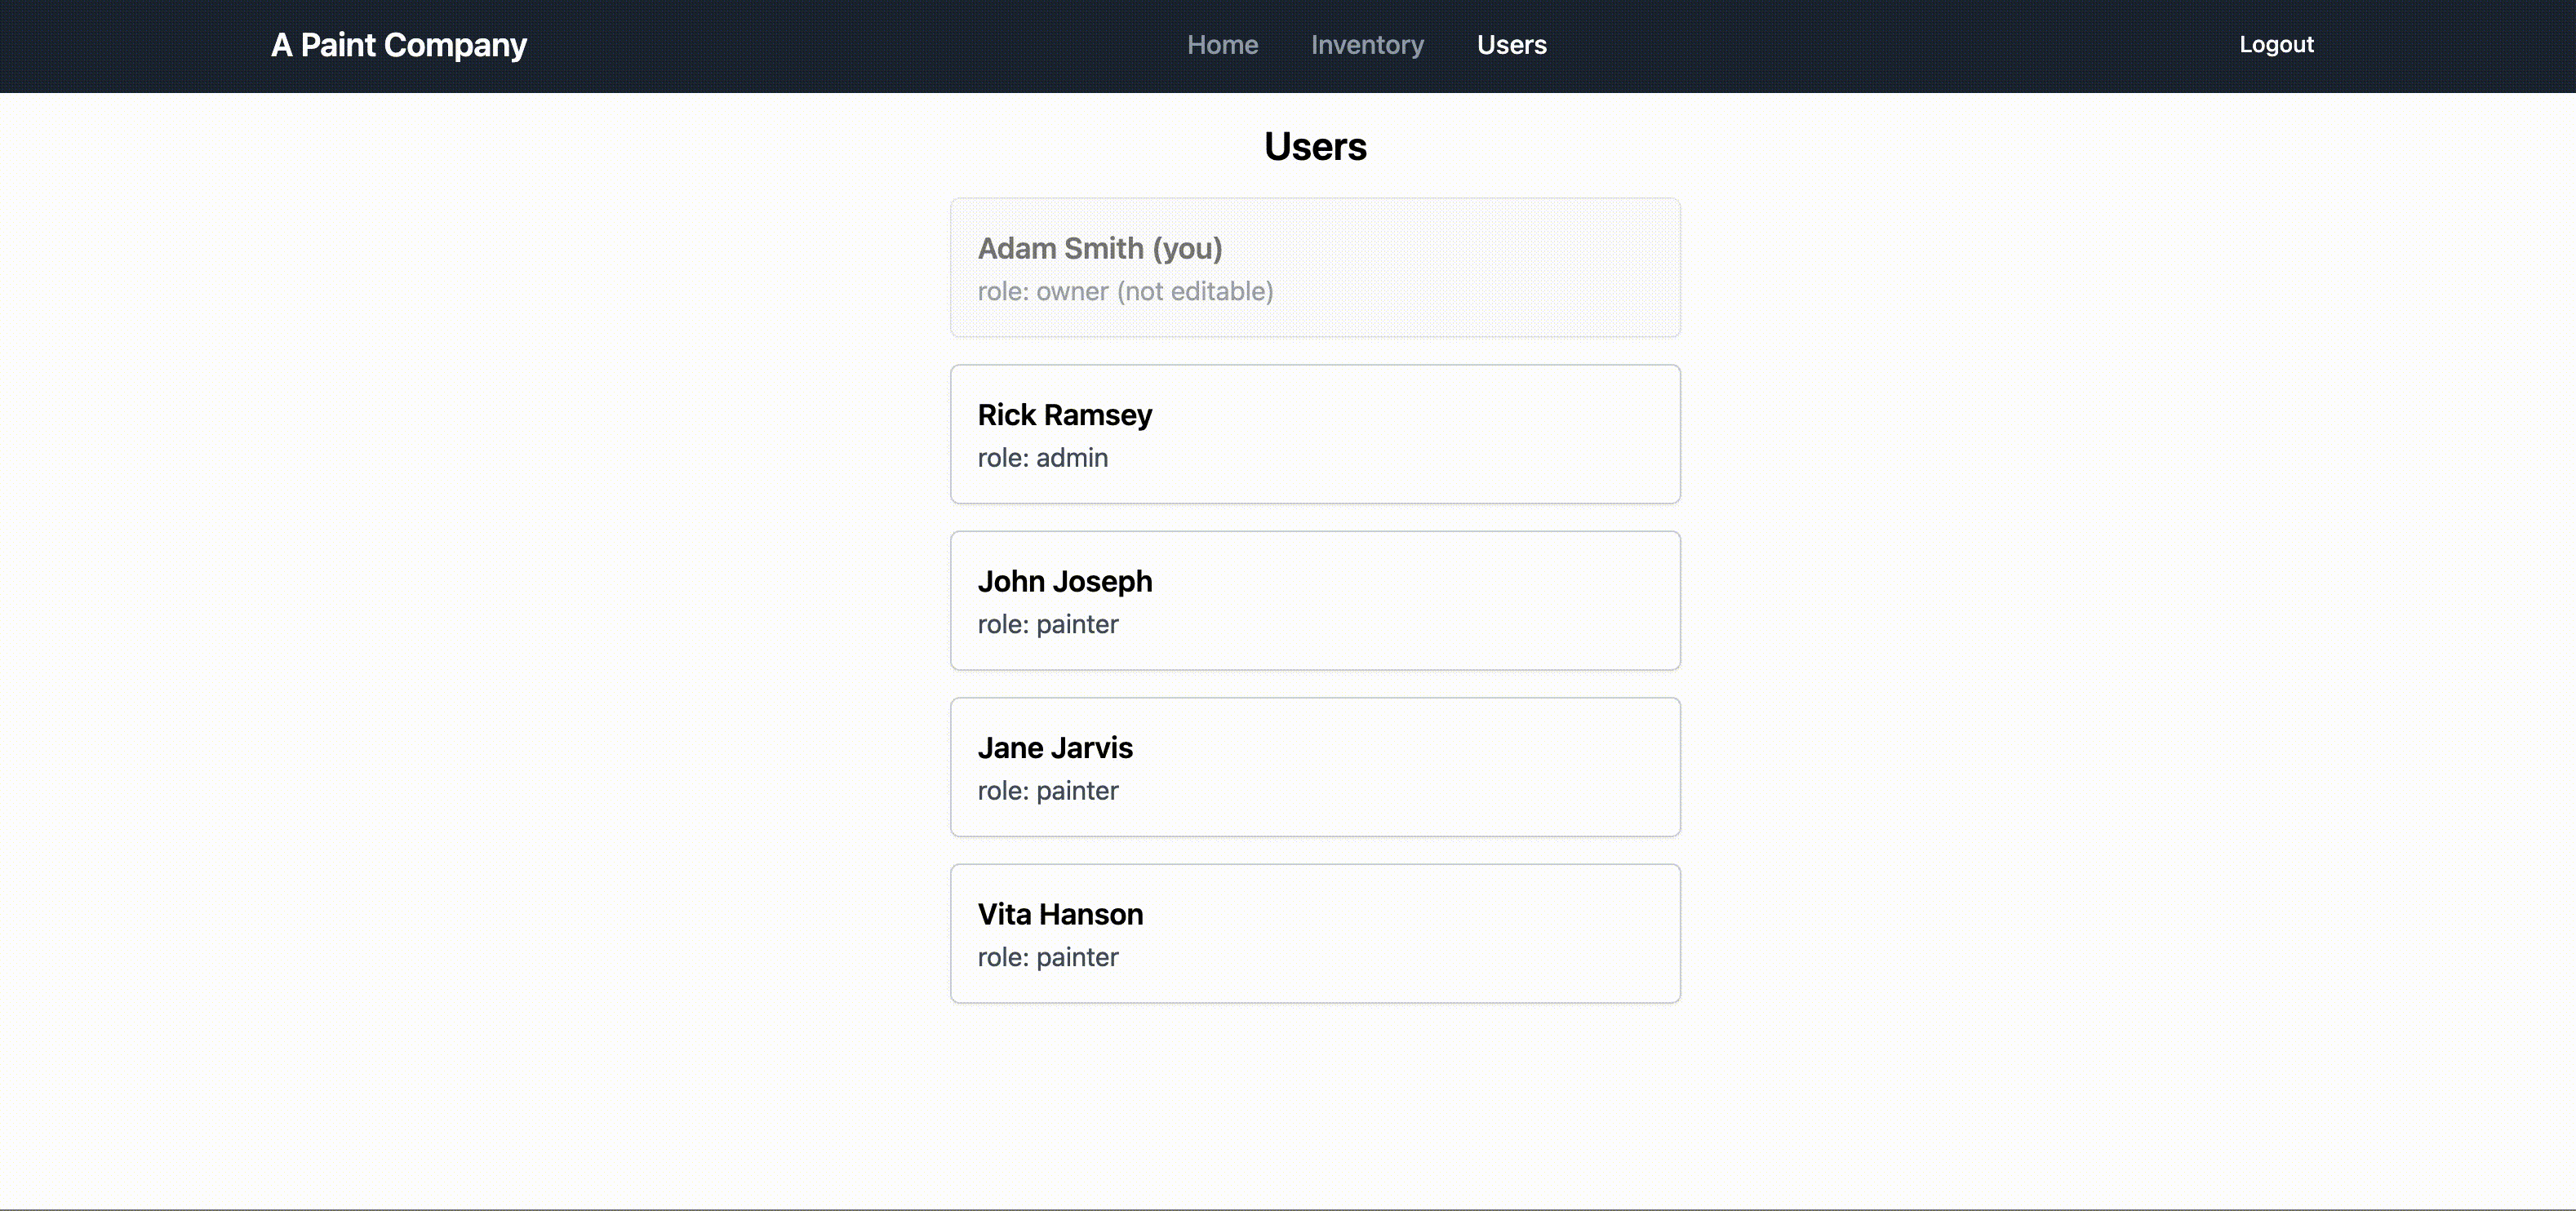 A Paint Company
Home Inventory Users
Logout
Users
Adam Smith (you)
role: owner (not editable)
Rick Ramsey
role: admin
John Joseph
role: painter
Jane Jarvis
role: painter
Vita Hanson
role: painter